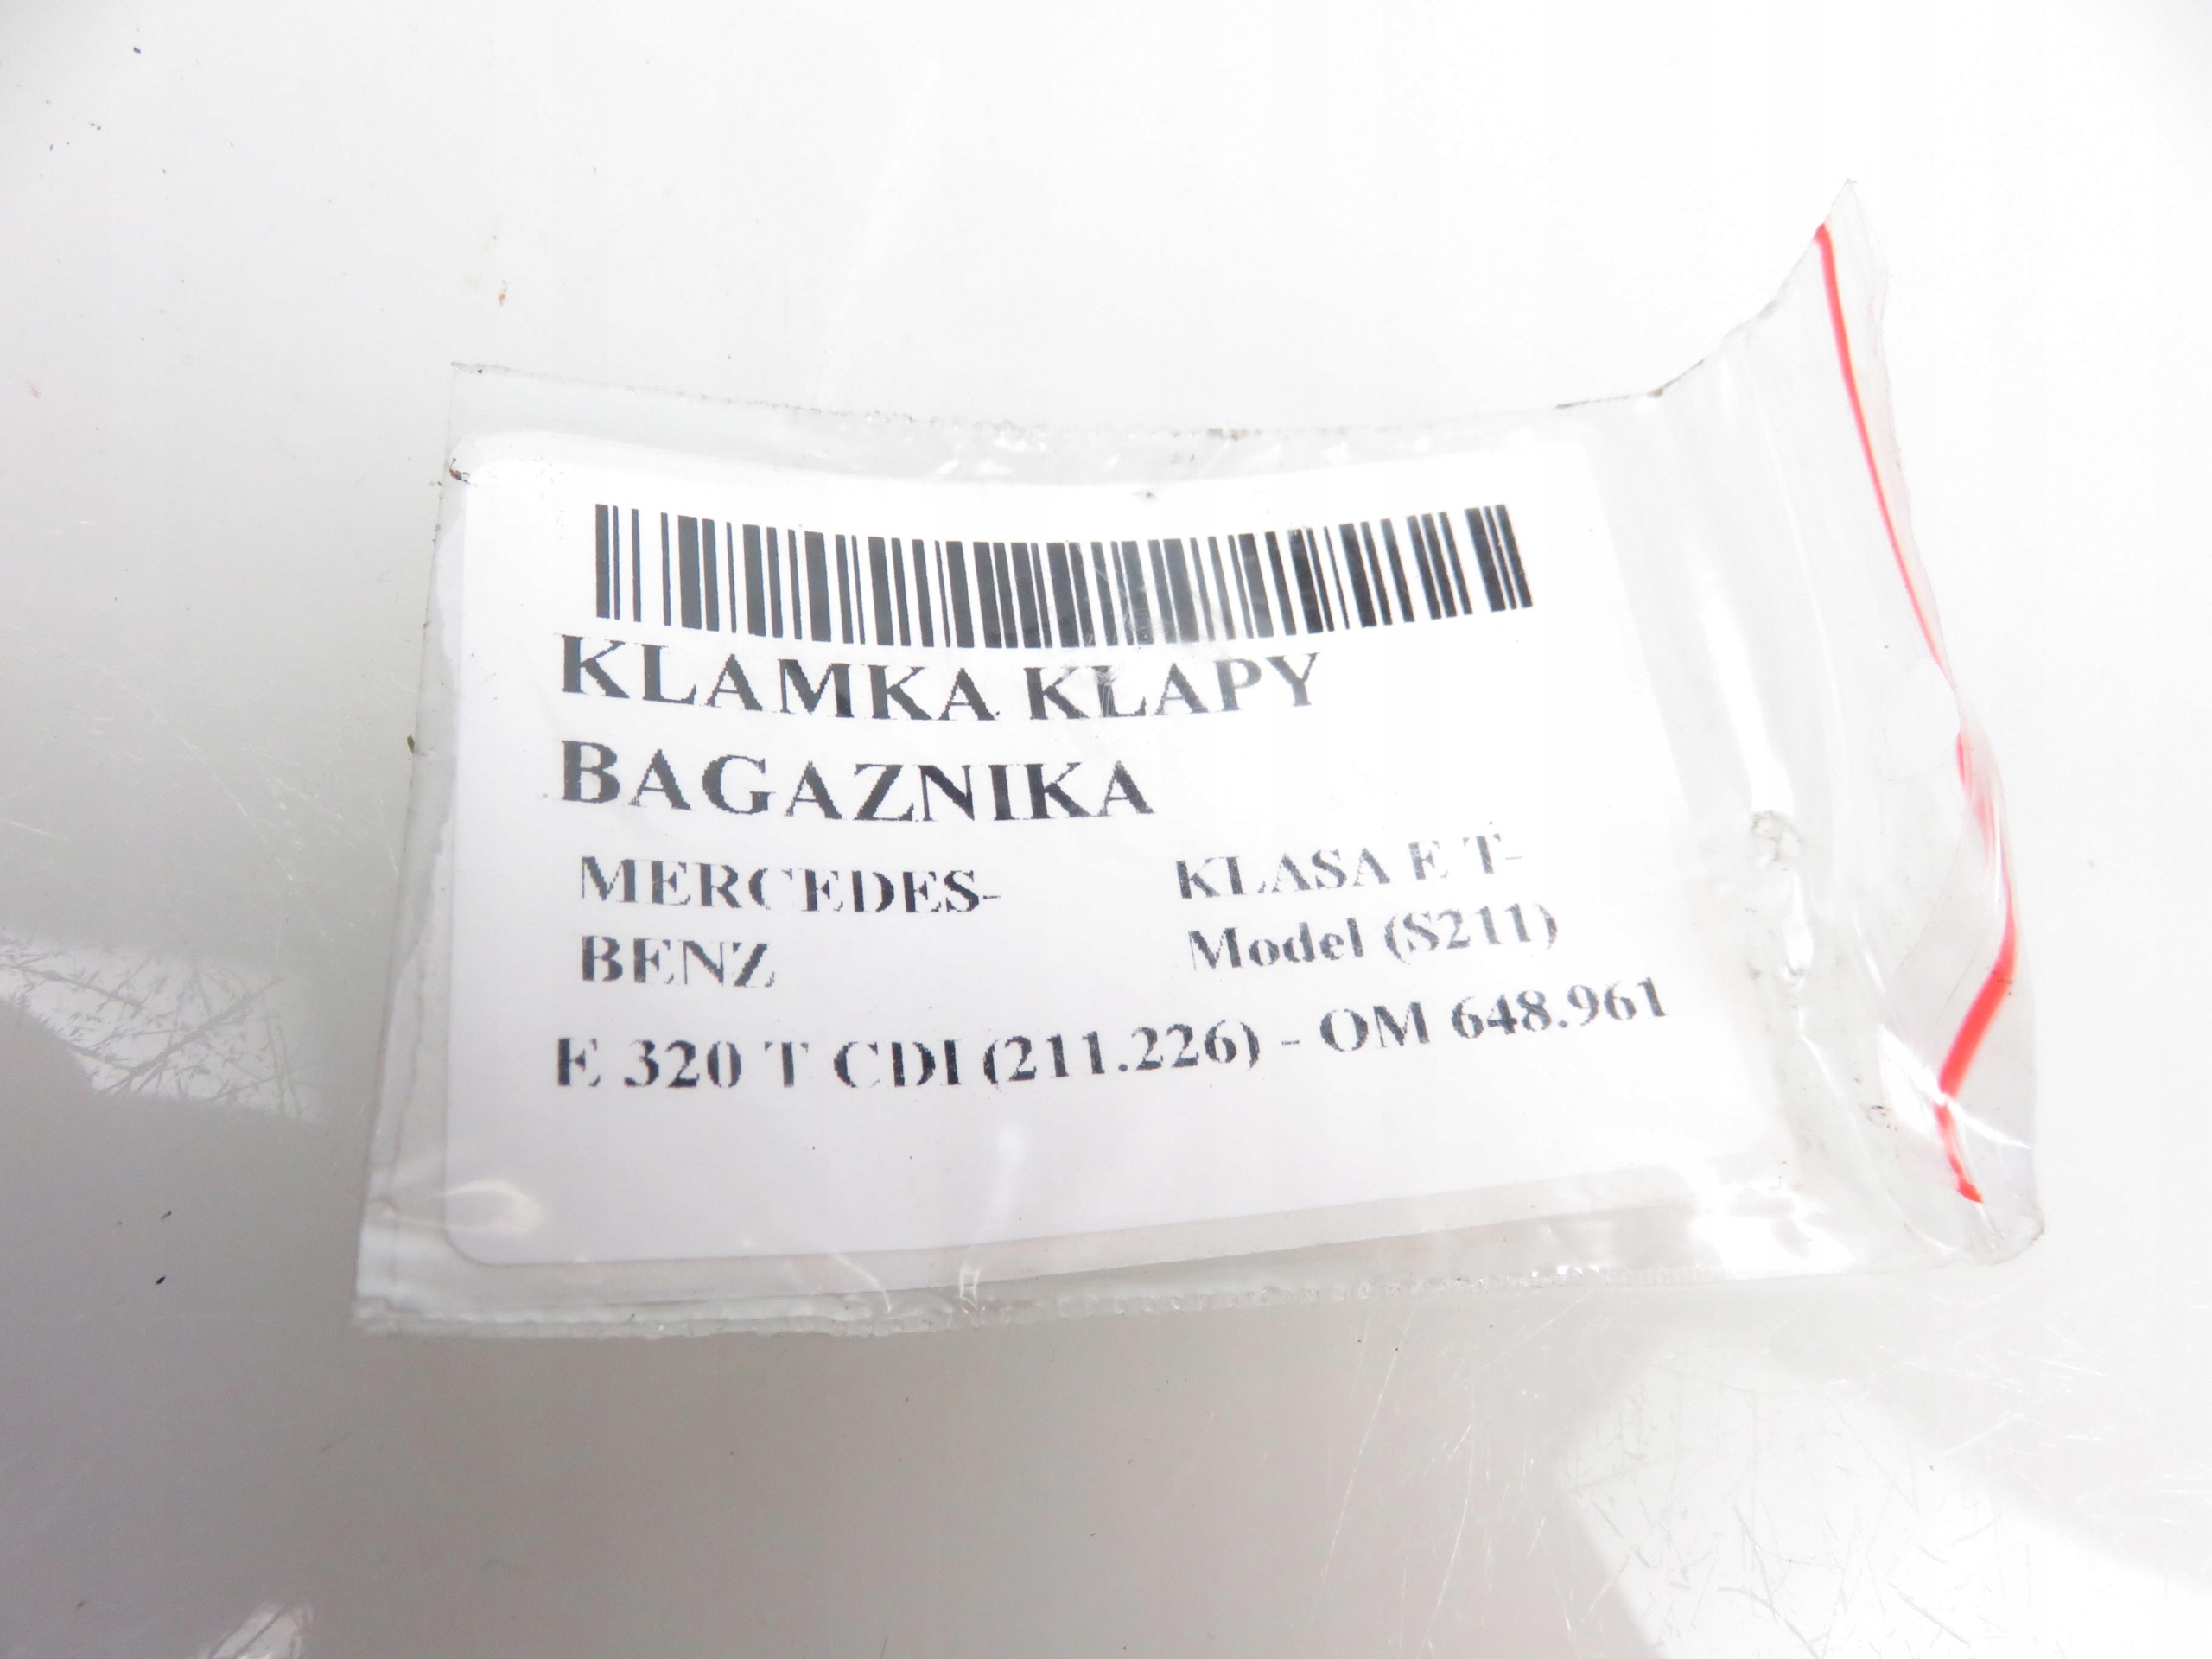 KLAMKA KLAPY
BAGAZNIKA
MERCEDES-
BENZ
KLASA E T-
Model (S211)
E 320 T CDI (211.226) - OM 648.961